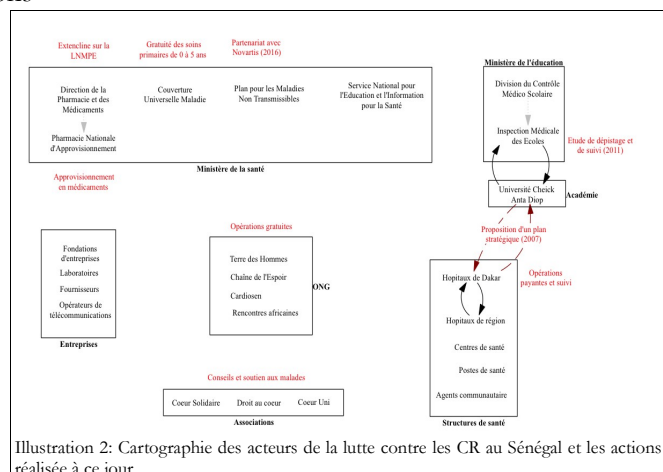 Extencline sur la
LNMPE
Gratuité des soins
primaires de 0 à 5 ans
Partenariat avec
Novartis (2016)
Direction de la
Pharmacie et des
Médicaments
Pharmacie Nationale
d'Approvisionnement
Couverture
Universelle Maladie
Plan pour les Maladies
Non Transmissibles
Service National pour
l'Education et l'Information
pour la Santé
Ministère de la santé
Approvisionnement
en médicaments
Ministère de l'éducation
Division du Contrôle
Médico Scolaire
Inspection Médicale
des Ecoles
Etude de dépistage et
de suivi (2011)
Université Cheick
Anta Diop
Académie
Proposition d'un plan
stratégique (2007)
Opérations
payantes et suivi
Fondations
d'entreprises
Laboratoires
Fournisseurs
Opérateurs de
télécommunications
Entreprises
Opérations gratuites
Terre des Hommes
Chaîne de l'Espoir
Cardiosen
Rencontres africaines
ONG
Hopitaux de Dakar
Hopitaux de région
Centres de santé
Postes de santé
Agents communautaire
Structures de santé
Conseils et soutien aux malades
Coeur Solidaire Droit au coeur Coeur Uni
Associations
Illustration 2: Cartographie des acteurs de la lutte contre les CR au Sénégal et les actions
réalisée à ce jour